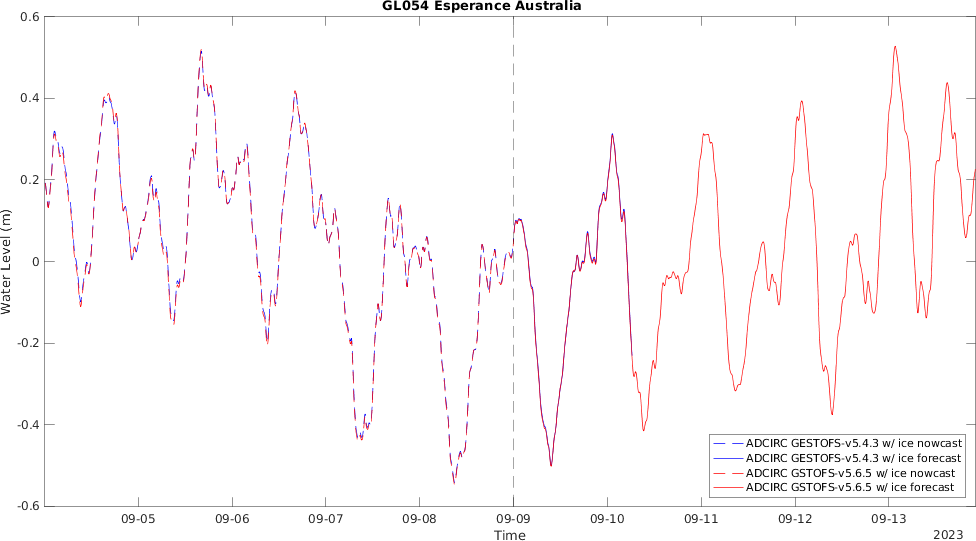 GL054 Esperance Australia
0.6
0.4
0.2
0
-0.2
-0.4
-0.6
Water Level (m)
ADCIRC GESTOFS-v5.4.3 w/ ice nowcast
ADCIRC GESTOFS-v5.4.3 w/ ice forecast
ADCIRC GSTOFS-v5.6.5 w/ ice nowcast
ADCIRC GSTOFS-v5.6.5 w/ ice forecast
09-05 09-06 09-07 09-08 09-09 09-10 09-11 09-12 09-13
Time
2023